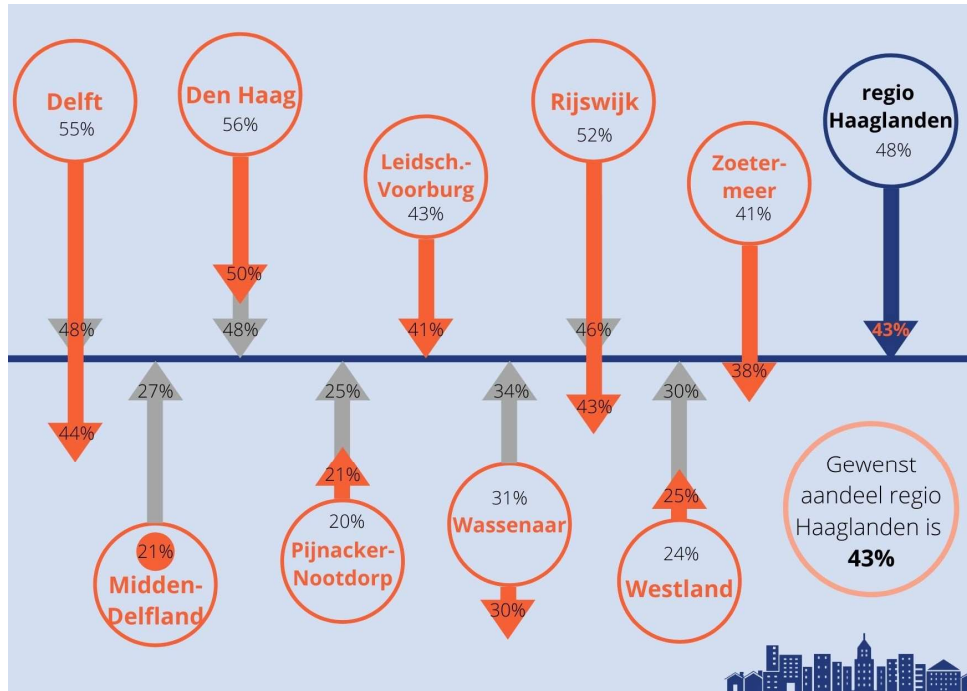 Delft
55%
48%
44%
Den Haag
56%
50%
48%
Leidsch.-
Voorburg
43%
41%
Rijswijk
52%
46%
43%
Zoeter-
meer
41%
38%
regio
Haaglanden
48%
43%
27%
21%
Midden-
Delfland
25%
21%
20%
Pijnacker-
Nootdorp
34%
31%
Wassenaar
30%
30%
25%
24%
Westland
Gewenst
aandeel regio
Haaglanden is
43%